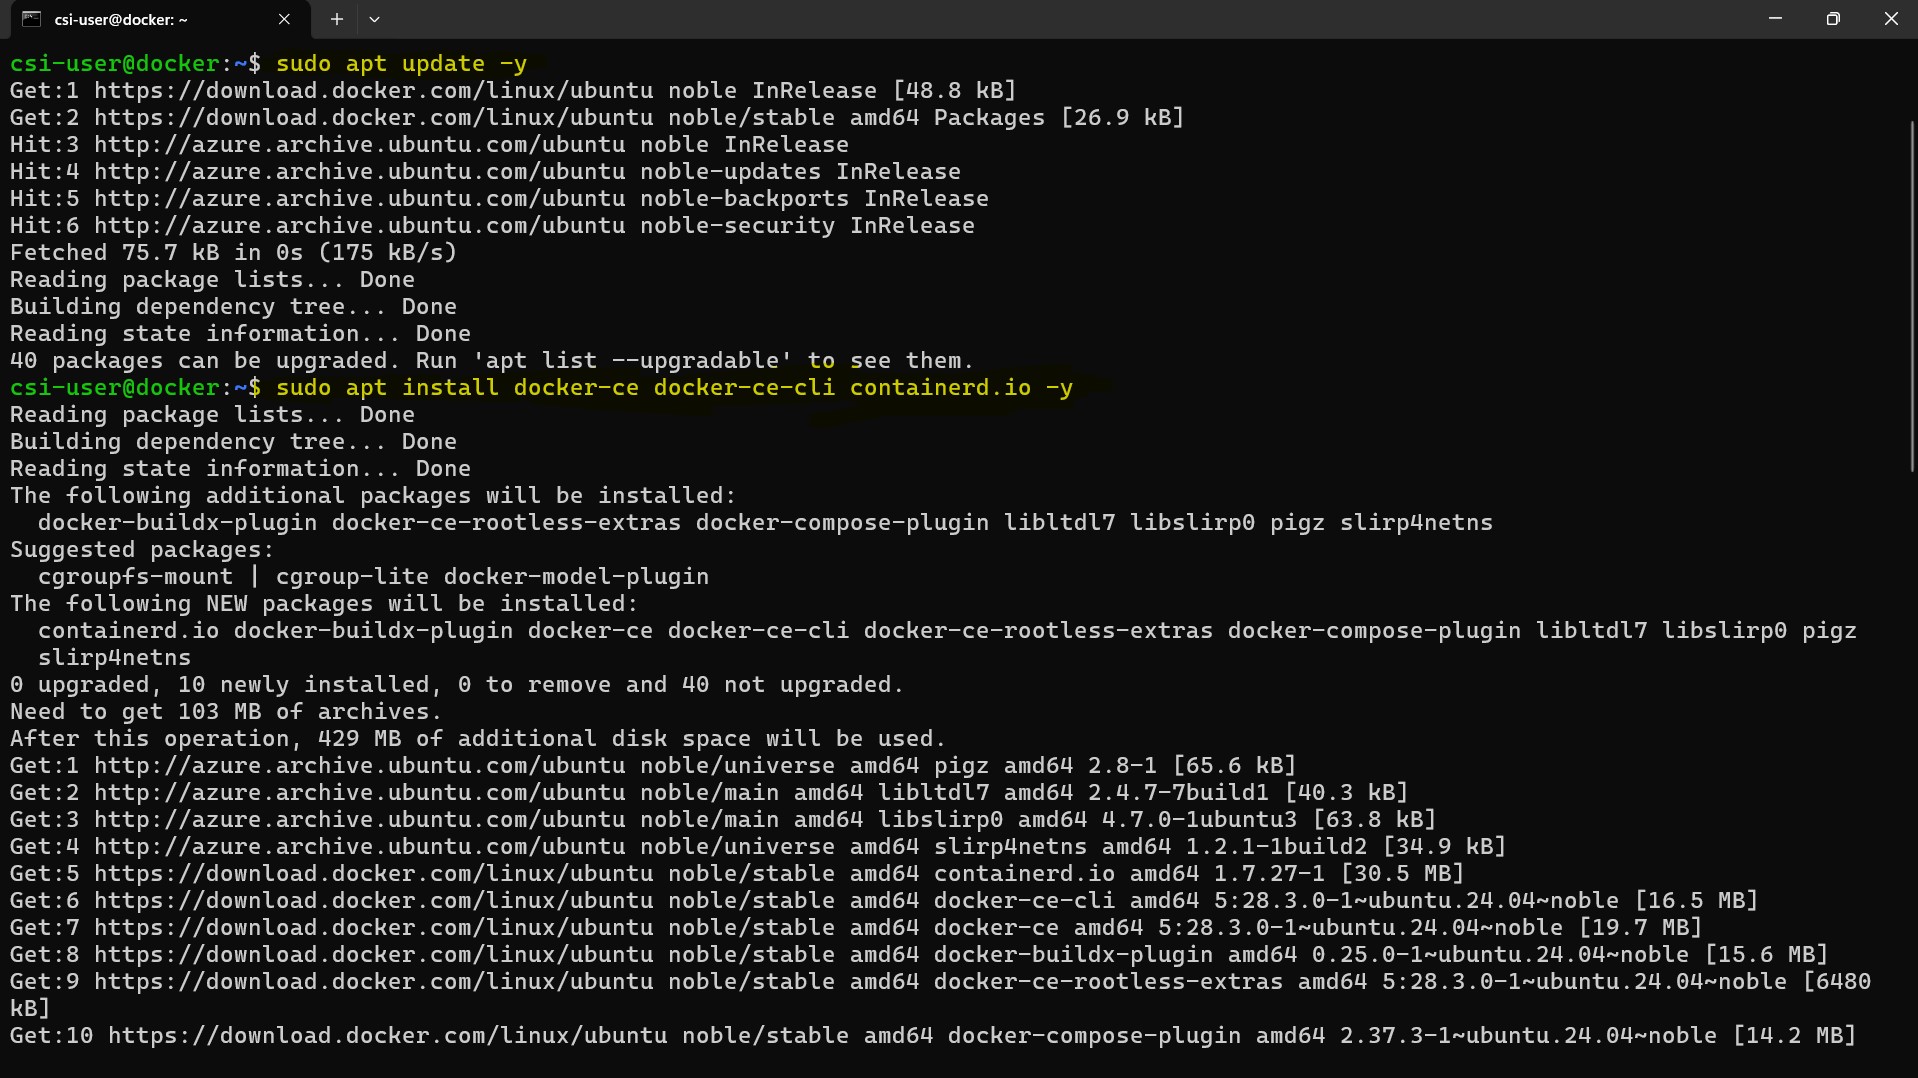 csi-user@docker: ~
csi-user@docker:~$ sudo apt update -y
Get:1 https://download.docker.com/linux/ubuntu noble InRelease [48.8 kB]
Get:2 https://download.docker.com/linux/ubuntu noble/stable amd64 Packages [26.9 kB]
Hit:3 http://azure.archive.ubuntu.com/ubuntu noble InRelease
Hit:4 http://azure.archive.ubuntu.com/ubuntu noble-updates InRelease
Hit:5 http://azure.archive.ubuntu.com/ubuntu noble-backports InRelease
Hit:6 http://azure.archive.ubuntu.com/ubuntu noble-security InRelease
Fetched 75.7 kB in 0s (175 kB/s)
Reading package lists... Done
Building dependency tree... Done
Reading state information... Done
40 packages can be upgraded. Run 'apt list --upgradable' to see them.
csi-user@docker:~$ sudo apt install docker-ce docker-ce-cli containerd.io -y
Reading package lists... Done
Building dependency tree... Done
Reading state information... Done
The following additional packages will be installed:
  docker-buildx-plugin docker-ce-rootless-extras docker-compose-plugin libltdl7 libslirp0 pigz slirp4netns
Suggested packages:
  cgroupfs-mount | cgroup-lite docker-model-plugin
The following NEW packages will be installed:
  containerd.io docker-buildx-plugin docker-ce docker-ce-cli docker-ce-rootless-extras docker-compose-plugin libltdl7 libslirp0 pigz
  slirp4netns
0 upgraded, 10 newly installed, 0 to remove and 40 not upgraded.
Need to get 103 MB of archives.
After this operation, 429 MB of additional disk space will be used.
Get:1 http://azure.archive.ubuntu.com/ubuntu noble/universe amd64 pigz amd64 2.8-1 [65.6 kB]
Get:2 http://azure.archive.ubuntu.com/ubuntu noble/main amd64 libltdl7 amd64 2.4.7-7build1 [40.3 kB]
Get:3 http://azure.archive.ubuntu.com/ubuntu noble/main amd64 libslirp0 amd64 4.7.0-1ubuntu3 [63.8 kB]
Get:4 http://azure.archive.ubuntu.com/ubuntu noble/universe amd64 slirp4netns amd64 1.2.1-1build2 [34.9 kB]
Get:5 https://download.docker.com/linux/ubuntu noble/stable amd64 containerd.io amd64 1.7.27-1 [30.5 MB]
Get:6 https://download.docker.com/linux/ubuntu noble/stable amd64 docker-ce-cli amd64 5:28.3.0-1~ubuntu.24.04~noble [16.5 MB]
Get:7 https://download.docker.com/linux/ubuntu noble/stable amd64 docker-ce amd64 5:28.3.0-1~ubuntu.24.04~noble [19.7 MB]
Get:8 https://download.docker.com/linux/ubuntu noble/stable amd64 docker-buildx-plugin amd64 0.25.0-1~ubuntu.24.04~noble [15.6 MB]
Get:9 https://download.docker.com/linux/ubuntu noble/stable amd64 docker-ce-rootless-extras amd64 5:28.3.0-1~ubuntu.24.04~noble [6480
kB]
Get:10 https://download.docker.com/linux/ubuntu noble/stable amd64 docker-compose-plugin amd64 2.37.3-1~ubuntu.24.04~noble [14.2 MB]